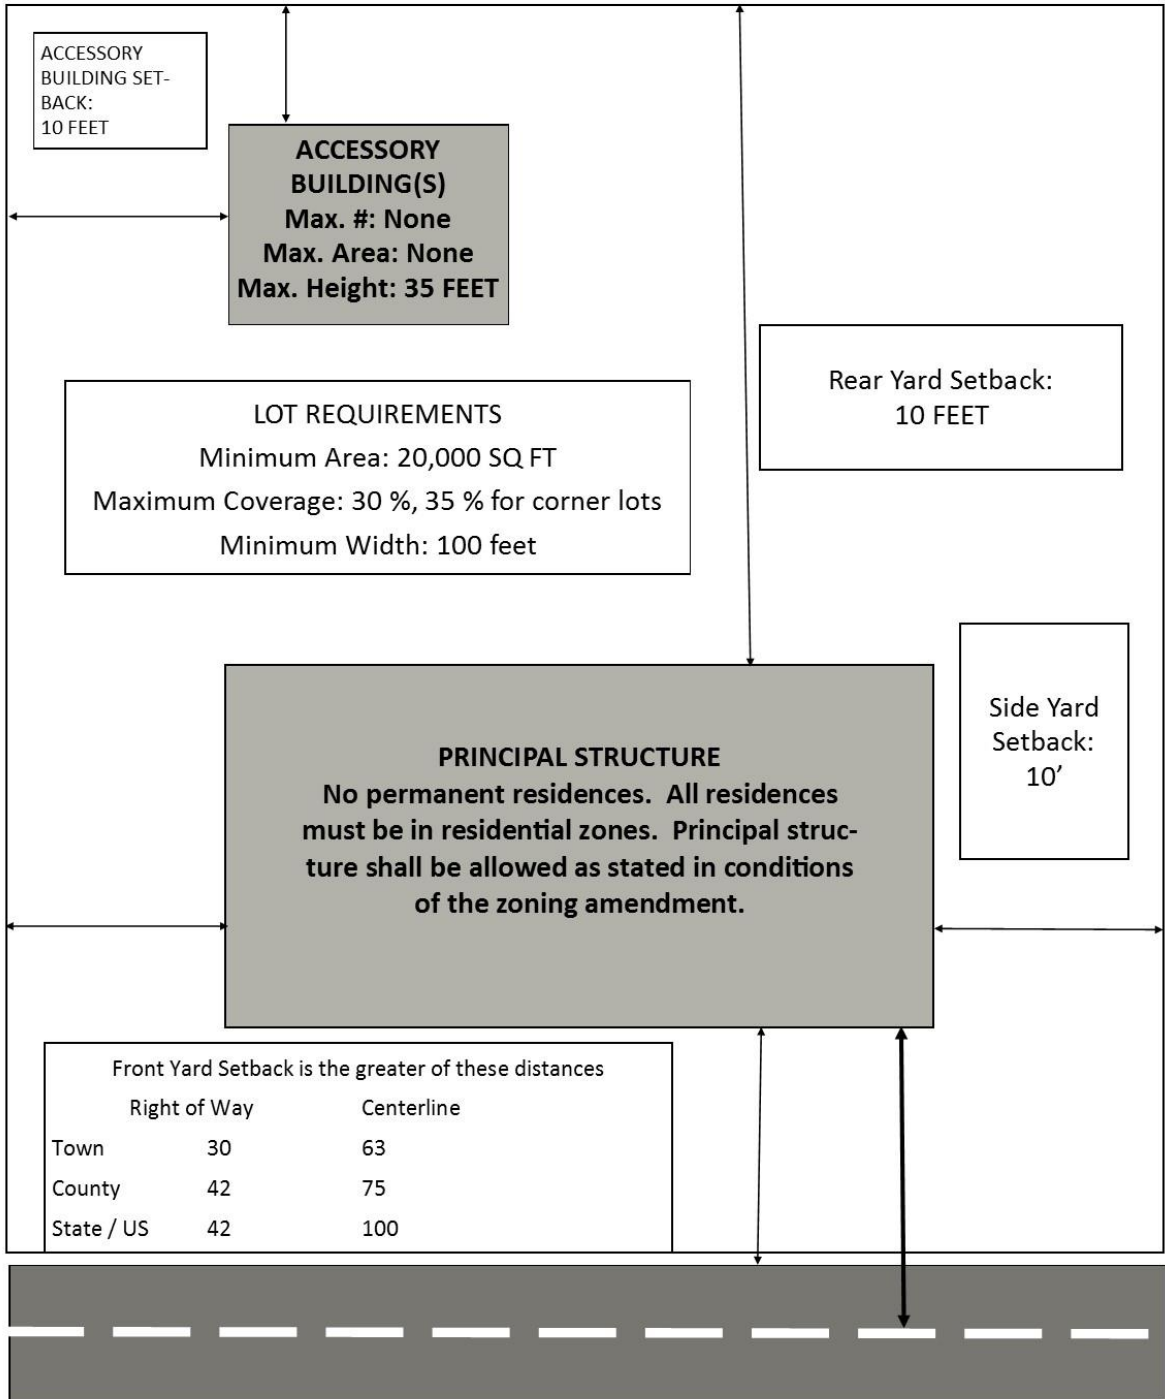 ACCESSORY
BUILDING SET-
BACK:
10 FEET
ACCESSORY
BUILDING(S)
Max. #: None
Max. Area: None
Max. Height: 35 FEET
Rear Yard Setback:
10 FEET
LOT REQUIREMENTS
Minimum Area: 20,000 SQ FT
Maximum Coverage: 30 %, 35 % for corner lots
Minimum Width: 100 feet
Side Yard
Setback:
10’
PRINCIPAL STRUCTURE
No permanent residences.  All residences
must be in residential zones.  Principal struc-
ture shall be allowed as stated in conditions
of the zoning amendment.
Front Yard Setback is the greater of these distances
Right of Way Centerline
Town 30 63
County 42 75
State / US 42 100